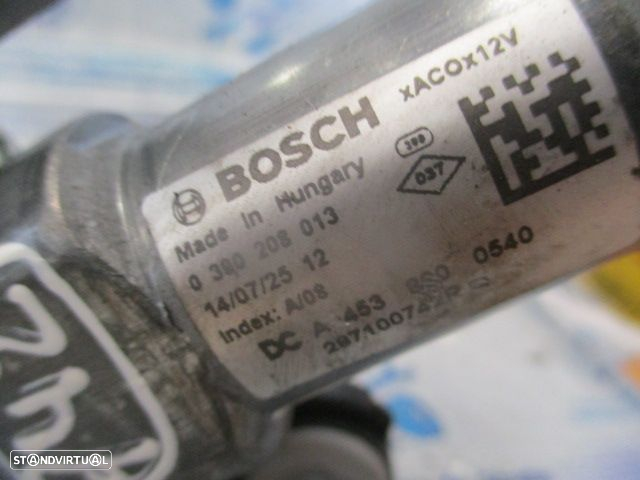 xACOx12V
BOSCH
Made in Hungary
0 390 208 013
14/07/25 12
Index: A/08
037
DC A 453 0540
STANDVIRTUAL